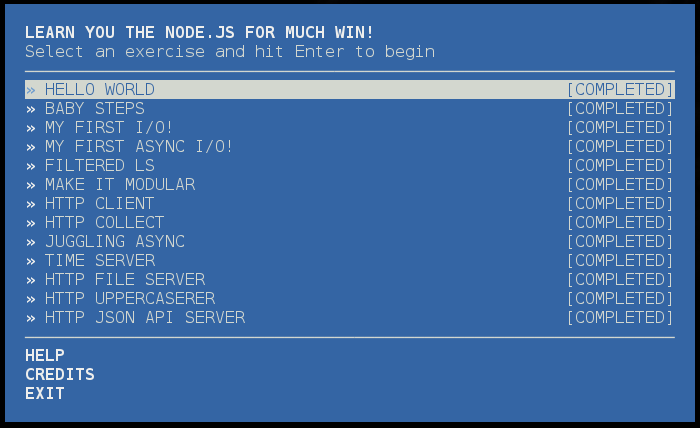 LEARN YOU THE NODE.JS FOR MUCH WIN!
Select an exercise and hit Enter to begin
» HELLO WORLD [COMPLETED]
» BABY STEPS [COMPLETED]
» MY FIRST I/O! [COMPLETED]
» MY FIRST ASYNC I/O! [COMPLETED]
» FILTERED LS [COMPLETED]
» MAKE IT MODULAR [COMPLETED]
» HTTP CLIENT [COMPLETED]
» HTTP COLLECT [COMPLETED]
» JUGGLING ASYNC [COMPLETED]
» TIME SERVER [COMPLETED]
» HTTP FILE SERVER [COMPLETED]
» HTTP UPPERCASERER [COMPLETED]
» HTTP JSON API SERVER [COMPLETED]
HELP
CREDITS
EXIT